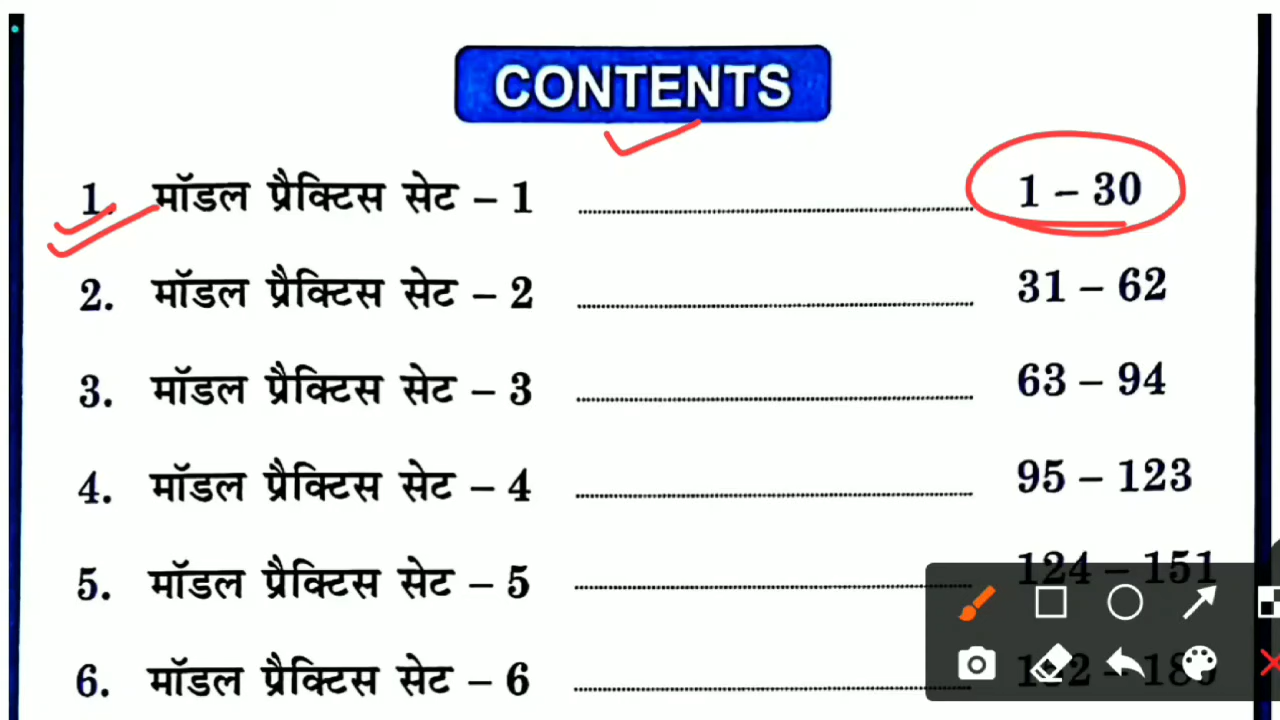 CONTENTS
1. मॉडल प्रैक्टिस सेट – 1 ........ 1 – 30
2. मॉडल प्रैक्टिस सेट – 2 ........ 31 – 62
3. मॉडल प्रैक्टिस सेट – 3 ........ 63 – 94
4. मॉडल प्रैक्टिस सेट – 4 ........ 95 – 123
5. मॉडल प्रैक्टिस सेट – 5 ........ 124 – 151
6. मॉडल प्रैक्टिस सेट – 6 ........